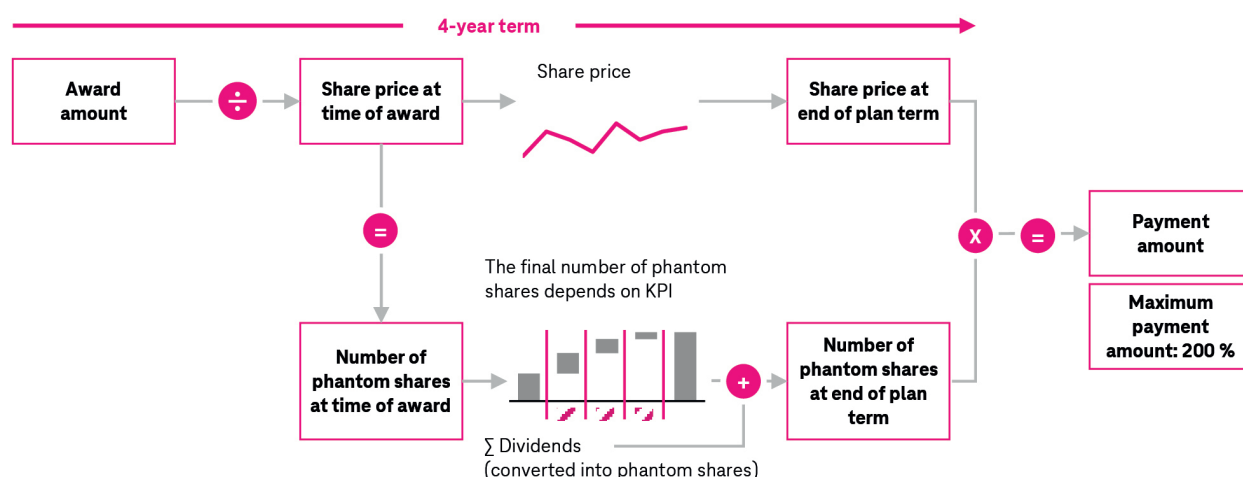 4-year term
Award
amount
÷
Share price at
time of award
Share price
Share price at
end of plan term
=
X
=
Payment
amount
The final number of phantom
shares depends on KPI
Maximum
payment
amount: 200 %
Number of
phantom shares
at time of award
+
Number of
phantom shares
at end of plan
term
∑ Dividends
(converted into phantom shares)